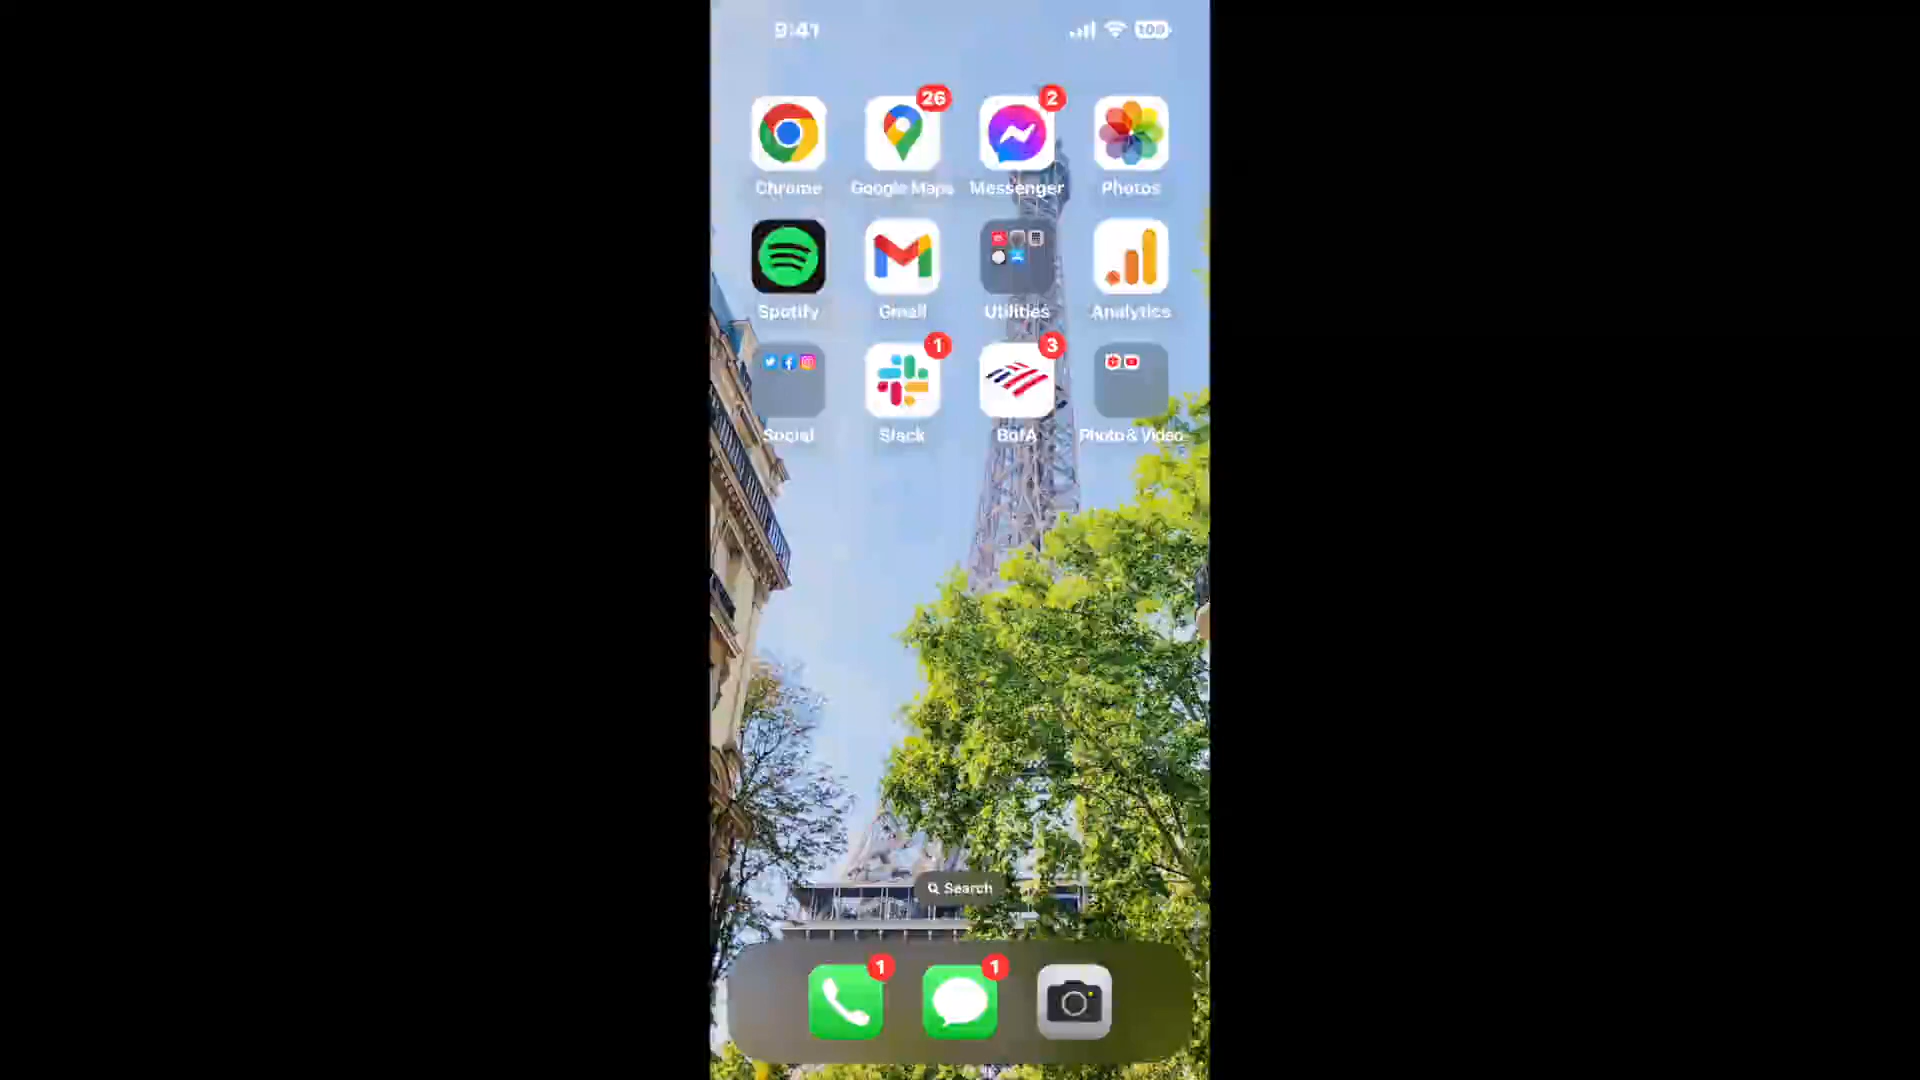 9:41
100
26
2
Chrome
Google Maps
Messenger
Photos
Spotify
Gmail
Utilities
Analytics
1
3
Social
Slack
BofA
Photo & Video
Search
1
1